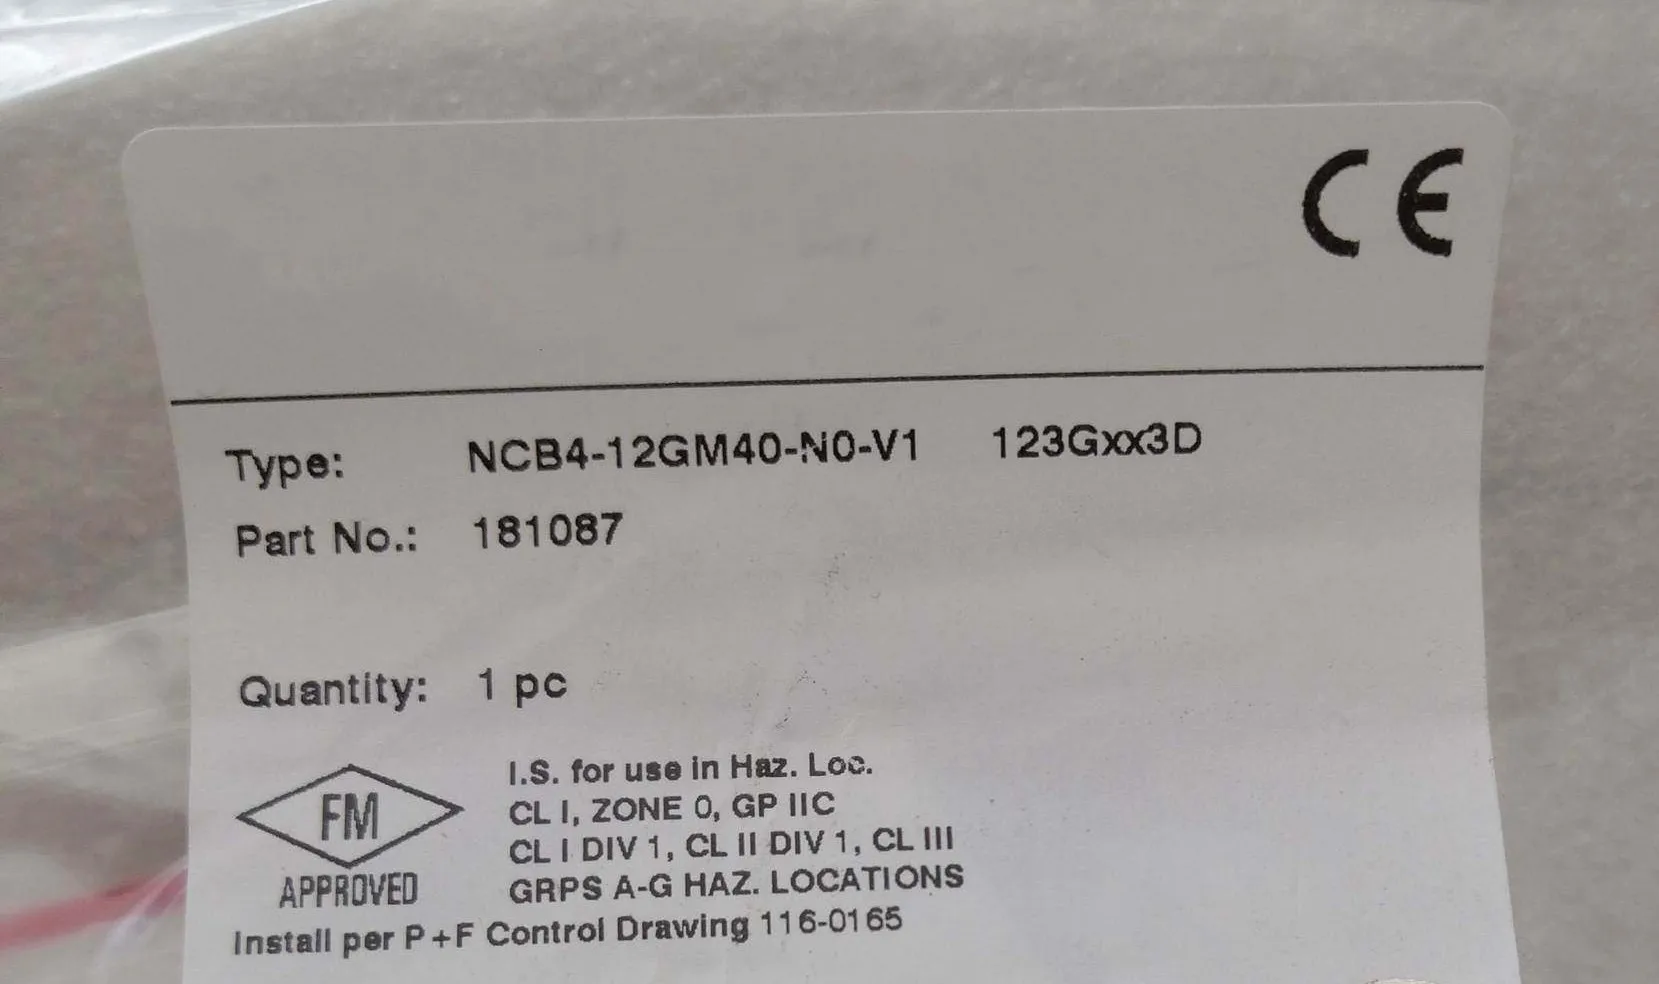 CE
Type: NCB4-12GM40-N0-V1 123Gxx3D
Part No.: 181087
Quantity: 1 pc
FM
APPROVED
I.S. for use in Haz. Loc.
CL I, ZONE 0, GP IIC
CL I DIV 1, CL II DIV 1, CL III
GRPS A-G HAZ. LOCATIONS
Install per P+F Control Drawing 116-0165